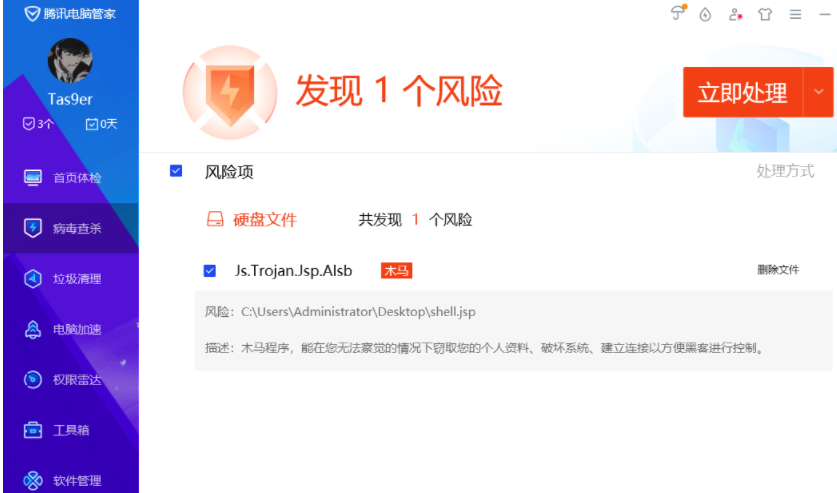 腾讯电脑管家
Tas9er
3个 0天
首页体检
病毒查杀
垃圾清理
电脑加速
权限雷达
工具箱
软件管理
发现 1 个风险
立即处理
风险项 处理方式
硬盘文件 共发现 1 个风险
Js.Trojan.Jsp.Alsb 木马 删除文件
风险：C:\Users\Administrator\Desktop\shell.jsp
描述：木马程序，能在您无法察觉的情况下窃取您的个人资料、破坏系统、建立连接以方便黑客进行控制。